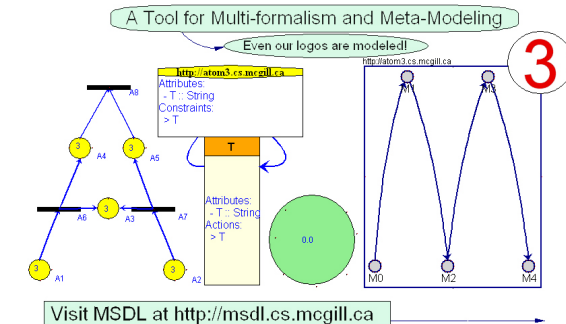 A Tool for Multi-formalism and Meta-Modeling
Even our logos are modeled!
http://atom3.cs.mcgill.ca
Attributes:
- T :: String
Constraints:
> T
T
Attributes:
- T :: String
Actions:
> T
A8
3
A4
3
A5
A6
3
A3
A7
3
A1
3
A2
0.0
http://atom3.cs.mcgill.ca
3
M1
M3
M0
M2
M4
Visit MSDL at http://msdl.cs.mcgill.ca